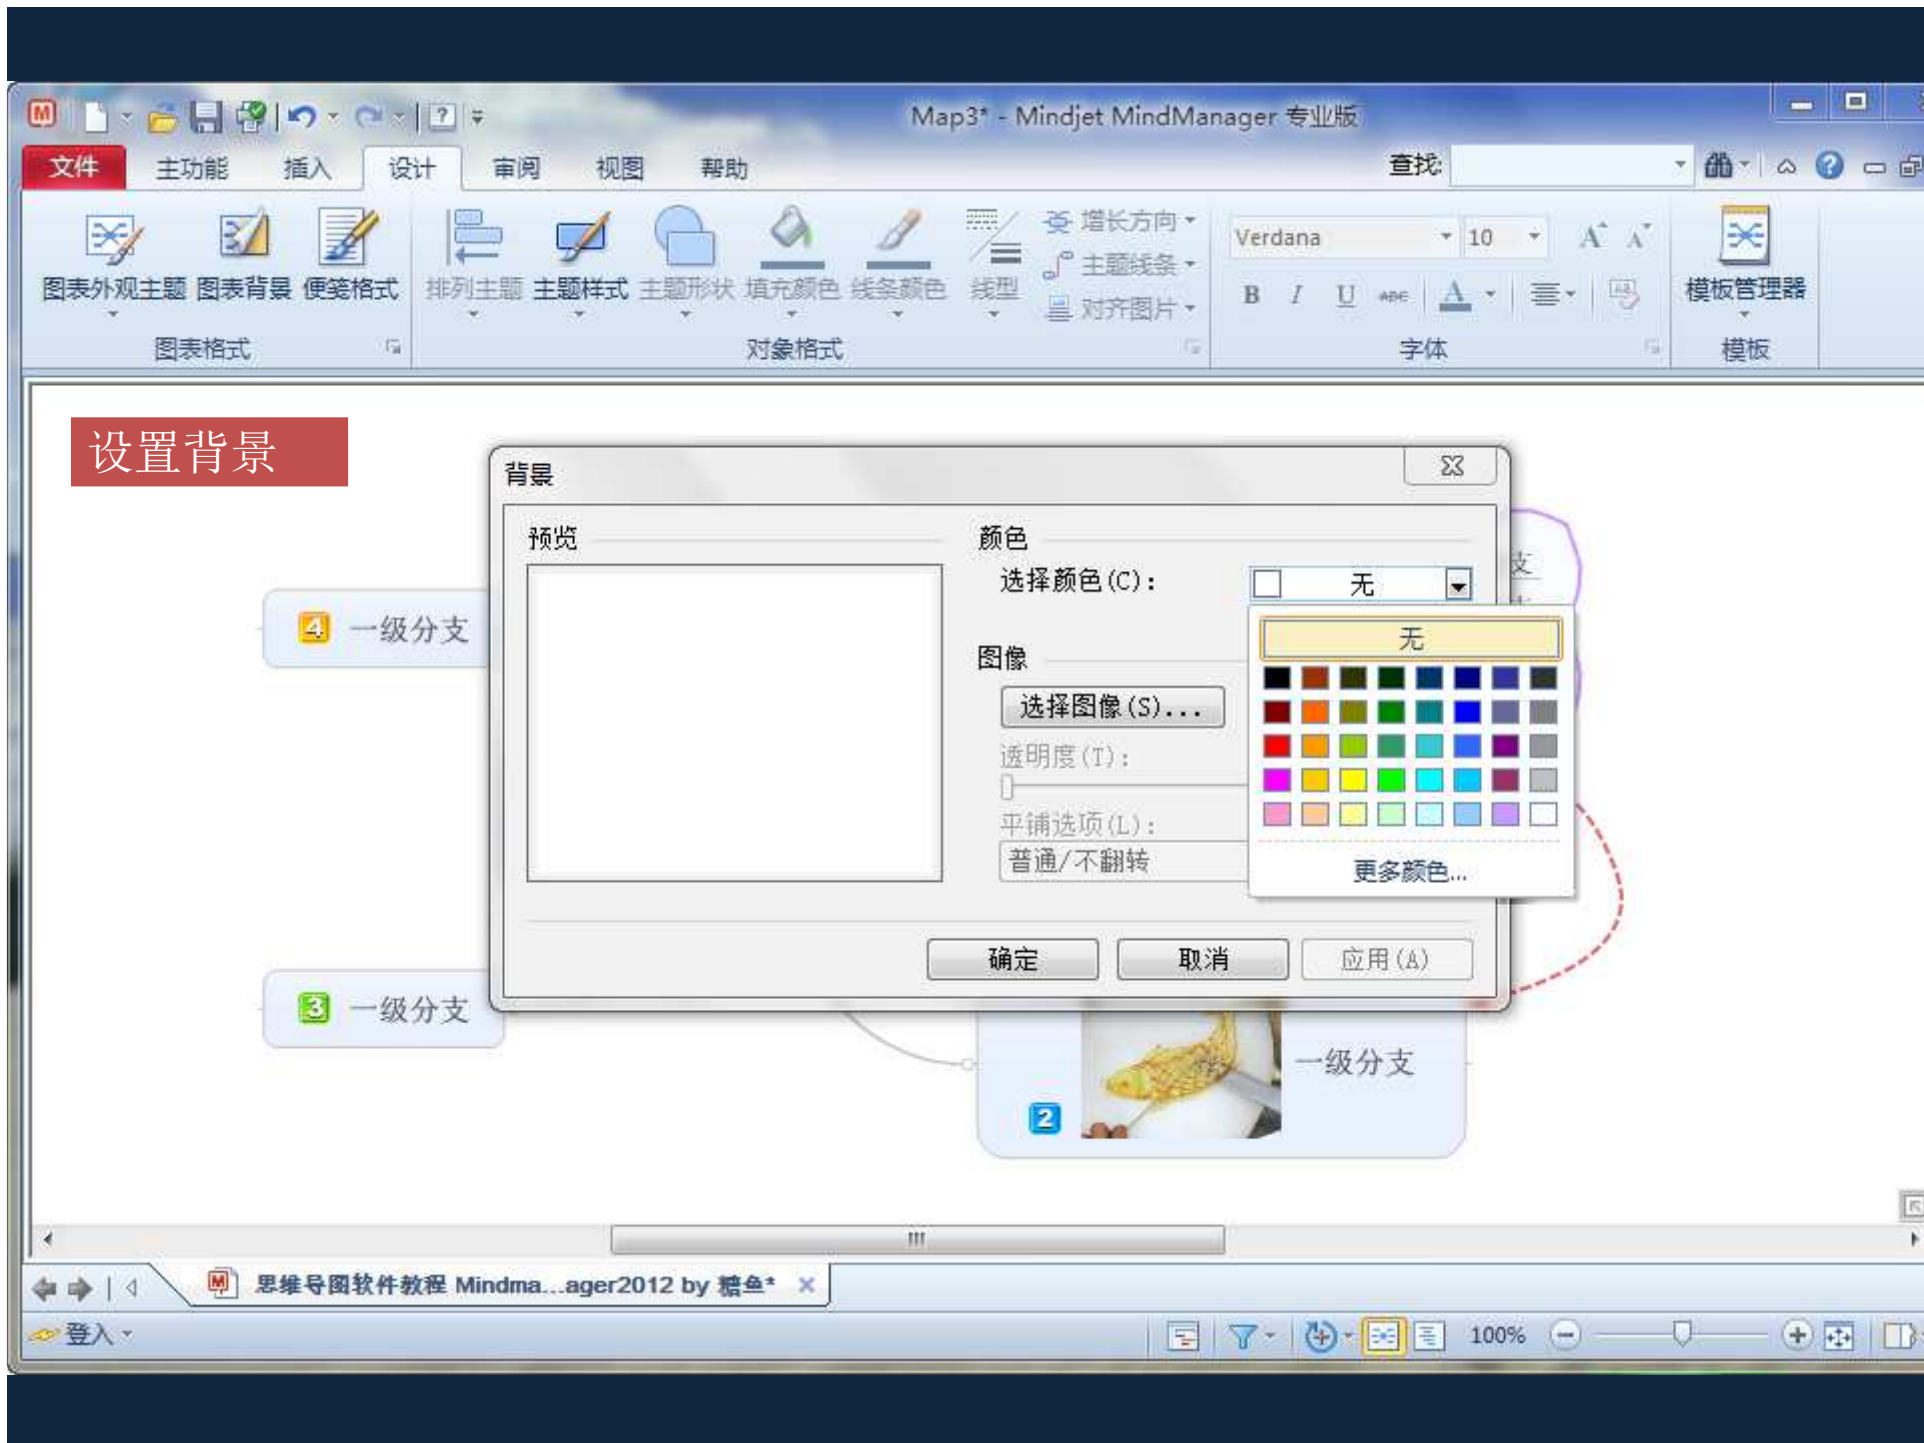 Map3* - Mindjet MindManager 专业版
文件 主功能 插入 设计 审阅 视图 帮助 查找:
图表外观主题 图表背景 便笺格式 排列主题 主题样式 主题形状 填充颜色 线条颜色 线型 增长方向 主题线条 对齐图片 Verdana 10 B I U abc A 模板管理器
图表格式 对象格式 字体 模板
设置背景
背景
预览
颜色
选择颜色(C): 无
无
图像
选择图像(S)...
透明度(T):
平铺选项(L):
普通/不翻转
更多颜色...
确定 取消 应用(A)
支
4 一级分支
3 一级分支
2 一级分支
思维导图软件教程 Mindma...ager2012 by 糖鱼*
登入 100%